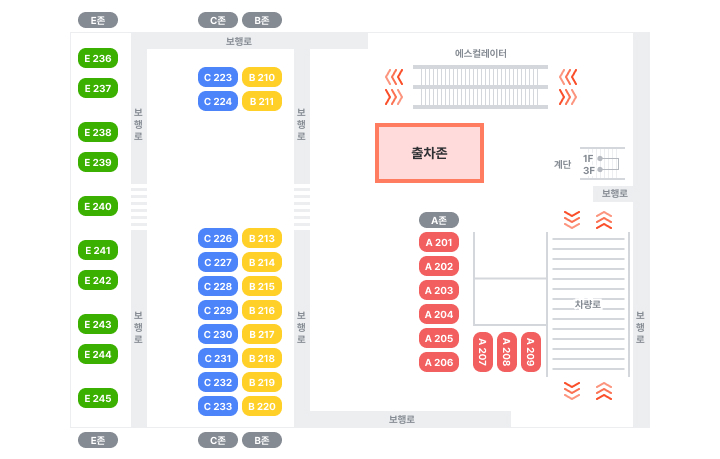 E존
C존
B존
보행로
에스컬레이터
E 236
E 237
E 238
E 239
E 240
E 241
E 242
E 243
E 244
E 245
보행로
C 223
B 210
C 224
B 211
보행로
출차존
계단
1F
3F
보행로
C 226
B 213
C 227
B 214
C 228
B 215
C 229
B 216
C 230
B 217
C 231
B 218
C 232
B 219
C 233
B 220
보행로
보행로
A존
A 201
A 202
A 203
A 204
A 205
A 206
A 207
A 208
A 209
차량로
보행로
보행로
E존
C존
B존